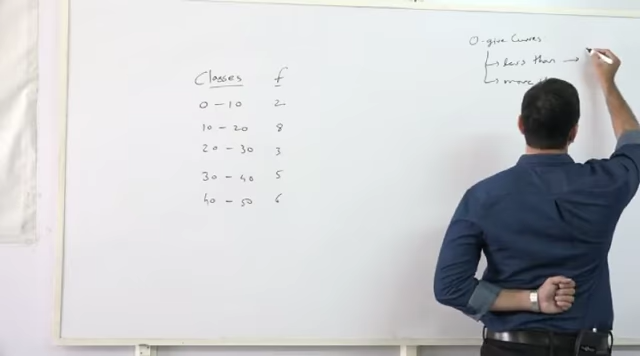 Classes f
0 - 10 2
10 - 20 8
20 - 30 3
30 - 40 5
40 - 50 6
O-give Curves
Less than →
more